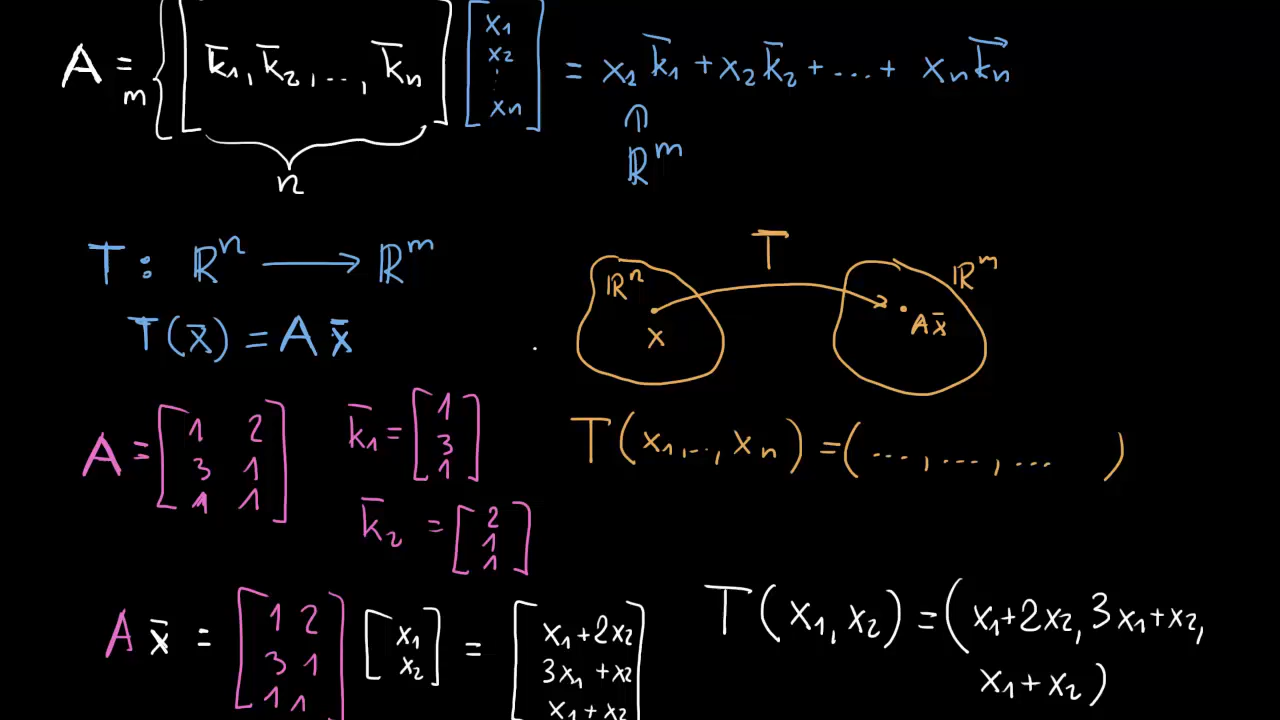 A = m { [ k̄₁, k̄₂, ..., k̄ₙ ] [ x₁ x₂ ⋮ xₙ ] = x₁k̄₁ + x₂k̄₂ + ... + xₙk⃗ₙ
n
⇑
ℝᵐ
T : ℝⁿ ⟶ ℝᵐ
T(x̄) = A x̄
T
ℝⁿ
x
ℝᵐ
Ax̄
A = [ 1 2 ; 3 1 ; 1 1 ]
k̄₁ = [ 1 3 1 ]
k̄₂ = [ 2 1 1 ]
T(x₁,..., xₙ) = (..., ..., ... )
A x̄ = [ 1 2 ; 3 1 ; 1 1 ] [ x₁ x₂ ] = [ x₁+2x₂ ; 3x₁+x₂ ; x₁+x₂ ]
T(x₁, x₂) = (x₁+2x₂, 3x₁+x₂,
x₁+x₂)